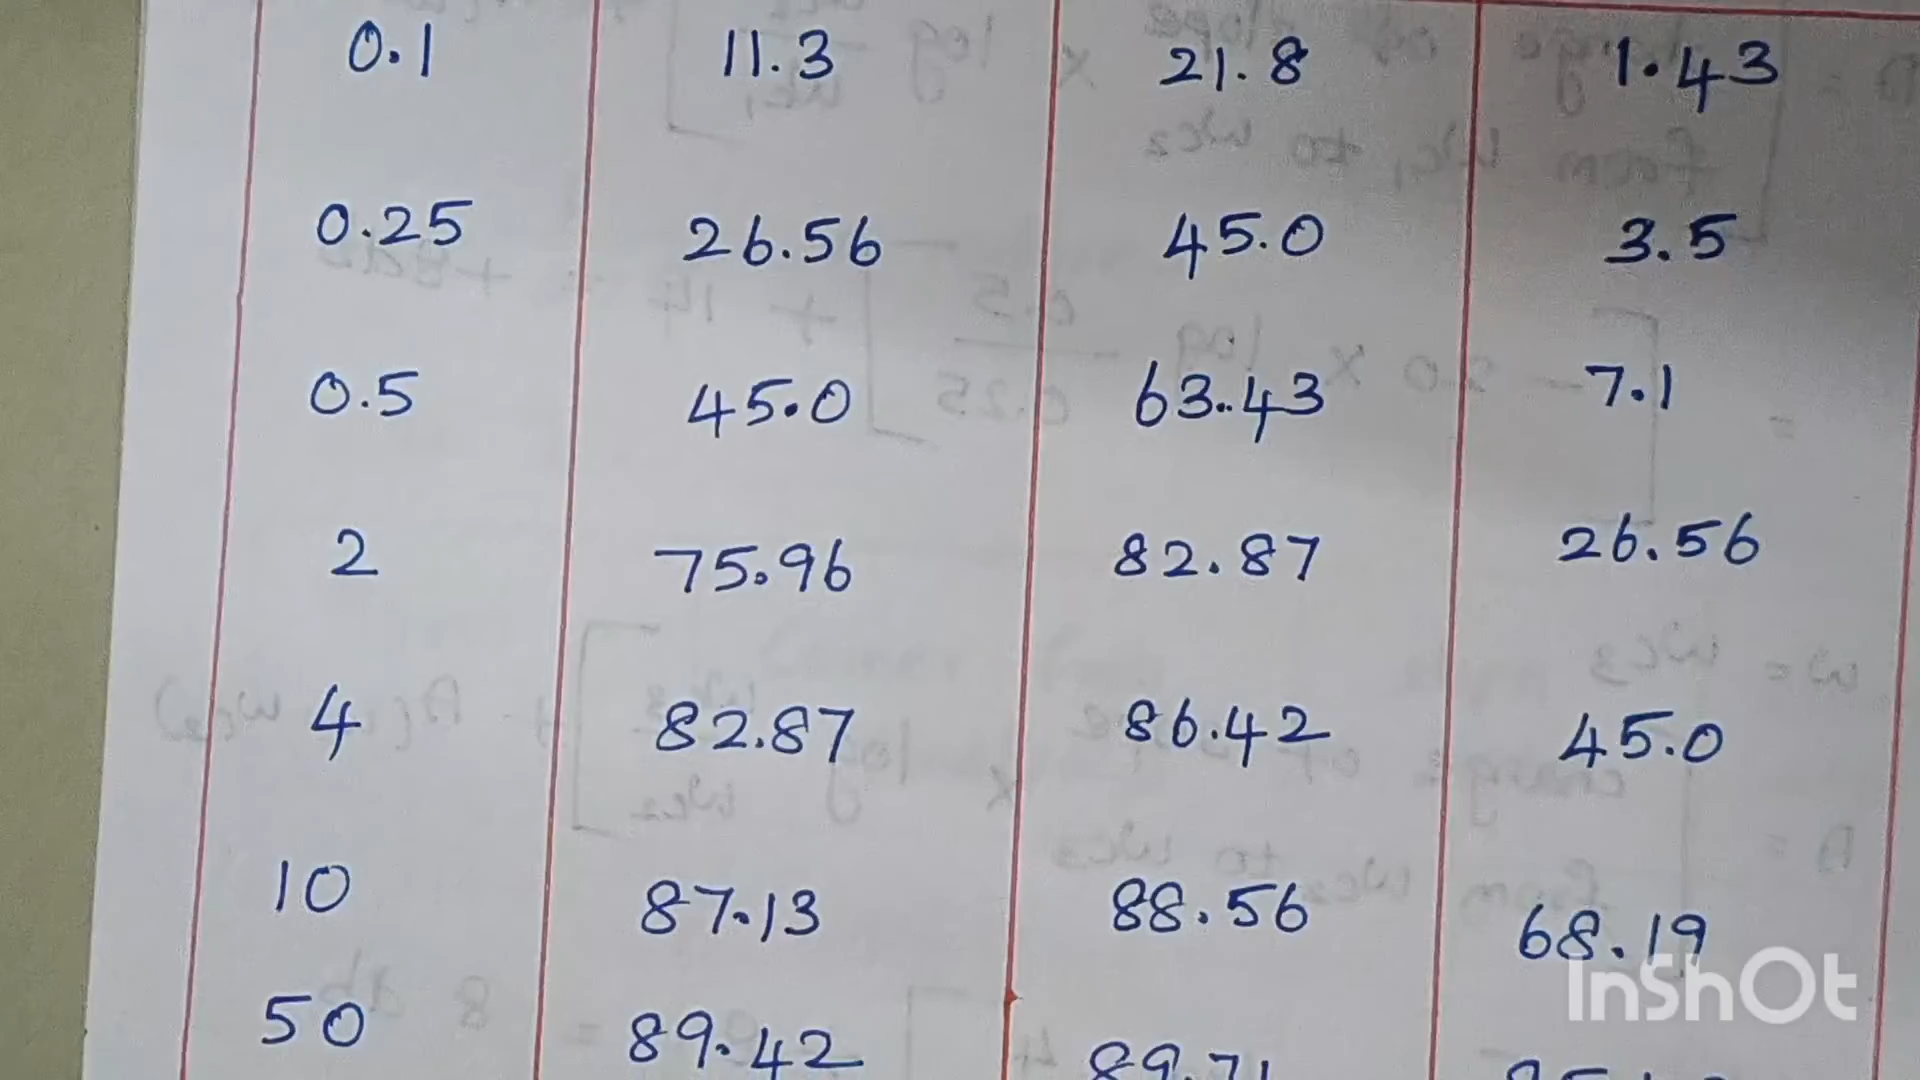 0.1 11.3 21.8 1.43
0.25 26.56 45.0 3.5
0.5 45.0 63.43 7.1
2 75.96 82.87 26.56
4 82.87 86.42 45.0
10 87.13 88.56 68.19
50 89.42 89.71
InShOt